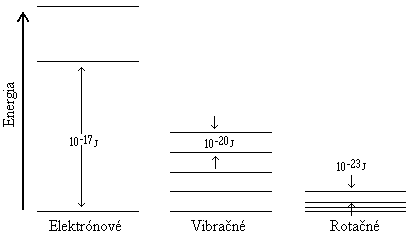 Energia
10-17J
10-20J
10-23J
Elektrónové
Vibračné
Rotačné